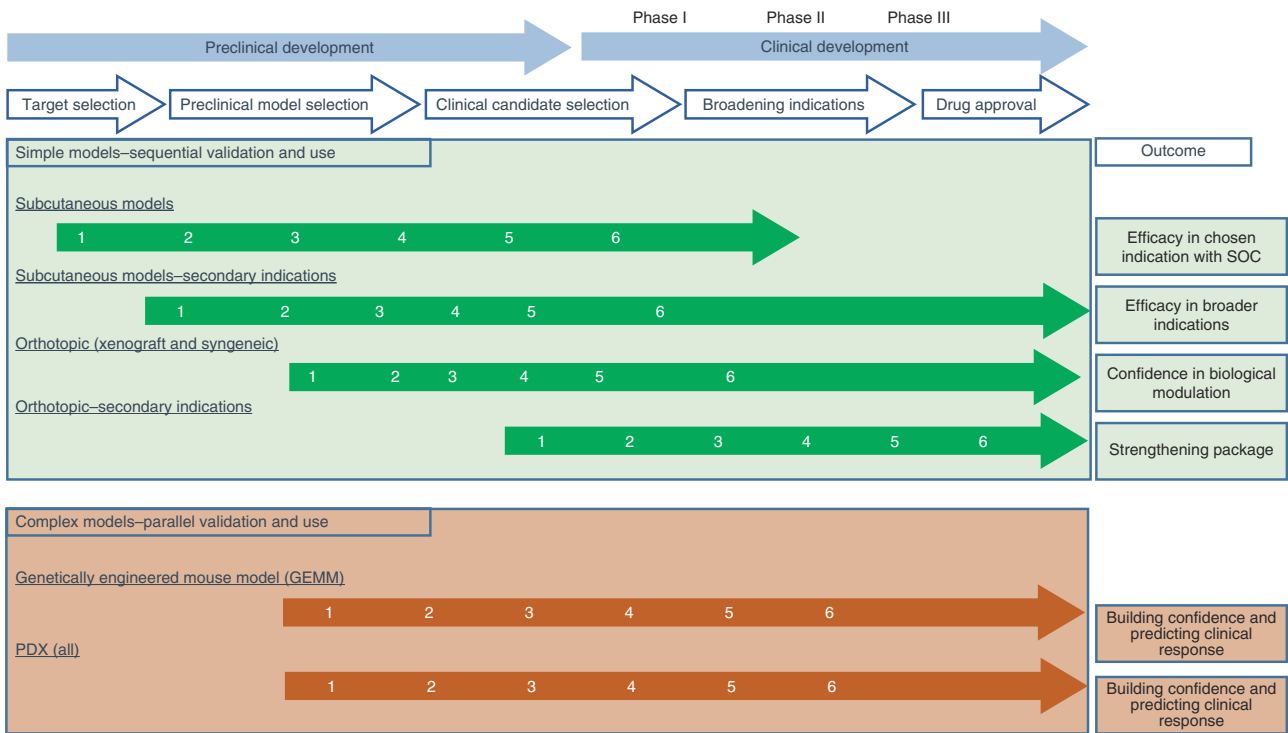 Phase I Phase II Phase III
Preclinical development Clinical development
Target selection Preclinical model selection Clinical candidate selection Broadening indications Drug approval
Simple models–sequential validation and use
Outcome
Subcutaneous models
1 2 3 4 5 6
Efficacy in chosen
indication with SOC
Subcutaneous models–secondary indications
1 2 3 4 5 6
Efficacy in broader
indications
Orthotopic (xenograft and syngeneic)
1 2 3 4 5 6
Confidence in biological
modulation
Orthotopic–secondary indications
1 2 3 4 5 6
Strengthening package
Complex models–parallel validation and use
Genetically engineered mouse model (GEMM)
1 2 3 4 5 6
Building confidence and
predicting clinical
response
PDX (all)
1 2 3 4 5 6
Building confidence and
predicting clinical
response